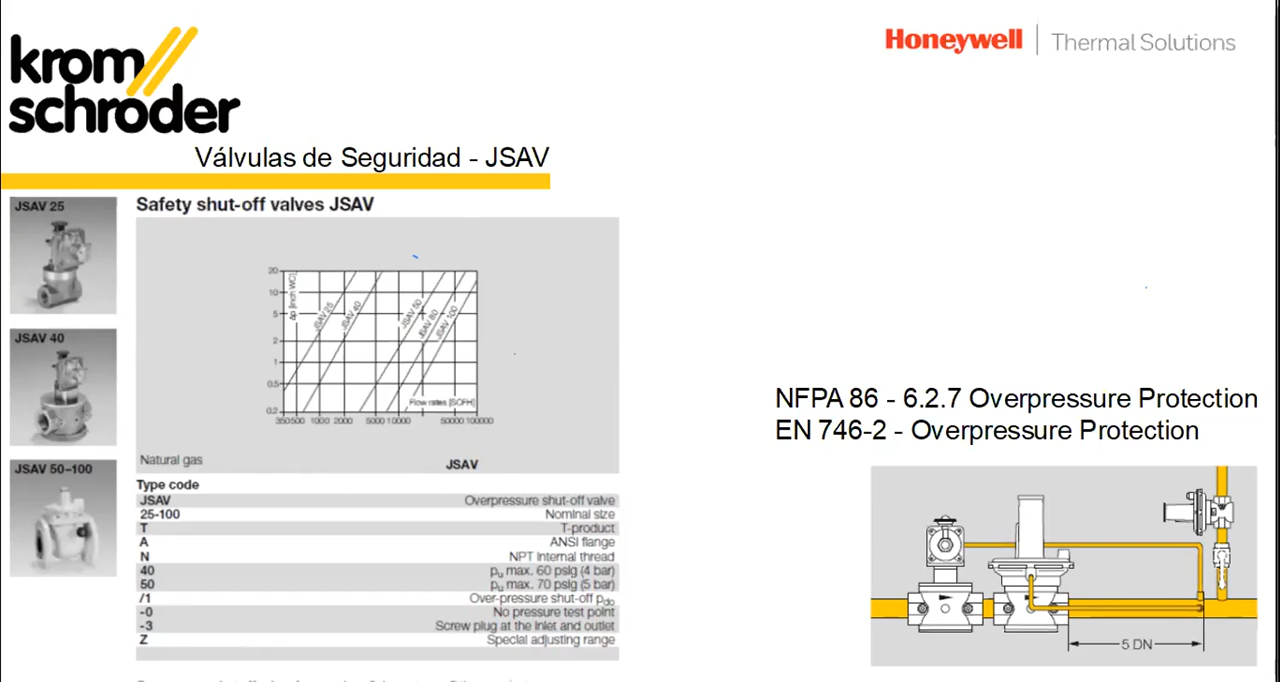 krom
schroder
Honeywell | Thermal Solutions
Válvulas de Seguridad - JSAV
JSAV 25
JSAV 40
JSAV 50–100
Safety shut-off valves JSAV
Δp [inch WC]
20
10
5
2
1
0.5
0.2
JSAV 25
JSAV 40
JSAV 50
JSAV 80
JSAV 100
Flow rates [SCFH]
350 500 1000 2000 5000 10000 50000 100000
Natural gas JSAV
Type code
JSAV Overpressure shut-off valve
25-100 Nominal size
T T-product
A ANSI flange
N NPT internal thread
40 pu max. 60 psig (4 bar)
50 pu max. 70 psig (5 bar)
/1 Over-pressure shut-off pdo
-0 No pressure test point
-3 Screw plug at the inlet and outlet
Z Special adjusting range
NFPA 86 - 6.2.7 Overpressure Protection
EN 746-2 - Overpressure Protection
5 DN